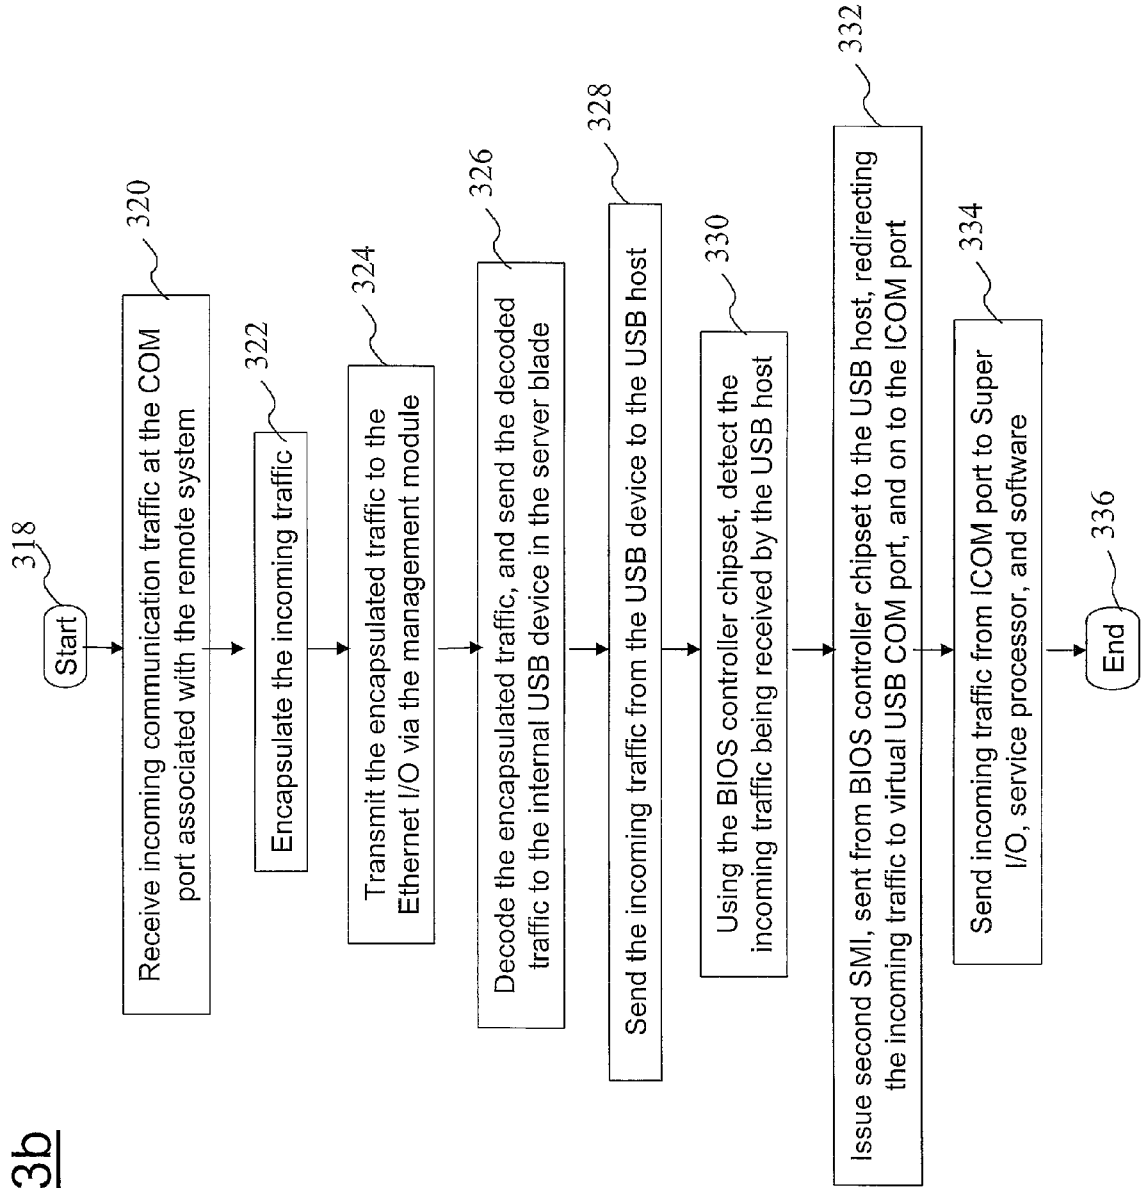 3b
Start
318
Receive incoming communication traffic at the COM
port associated with the remote system
320
Encapsulate the incoming traffic
322
Transmit the encapsulated traffic to the
Ethernet I/O via the management module
324
Decode the encapsulated traffic, and send the decoded
traffic to the internal USB device in the server blade
326
Send the incoming traffic from the USB device to the USB host
328
Using the BIOS controller chipset, detect the
incoming traffic being received by the USB host
330
Issue second SMI, sent from BIOS controller chipset to the USB host, redirecting
the incoming traffic to virtual USB COM port, and on to the ICOM port
332
Send incoming traffic from ICOM port to Super
I/O, service processor, and software
334
End
336